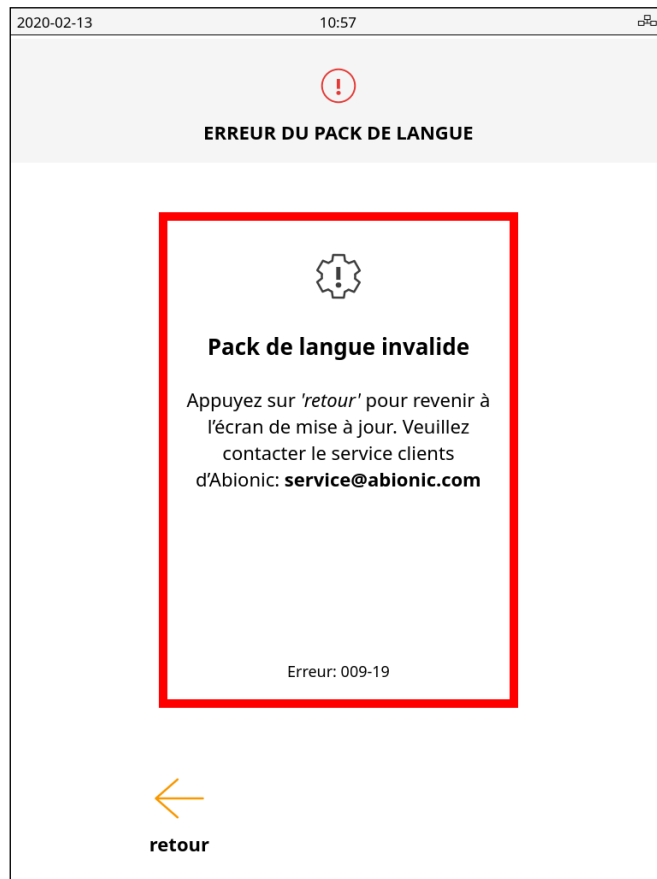 2020-02-13 10:57
ERREUR DU PACK DE LANGUE
Pack de langue invalide
Appuyez sur 'retour' pour revenir à
l’écran de mise à jour. Veuillez
contacter le service clients
d’Abionic: service@abionic.com
Erreur: 009-19
retour